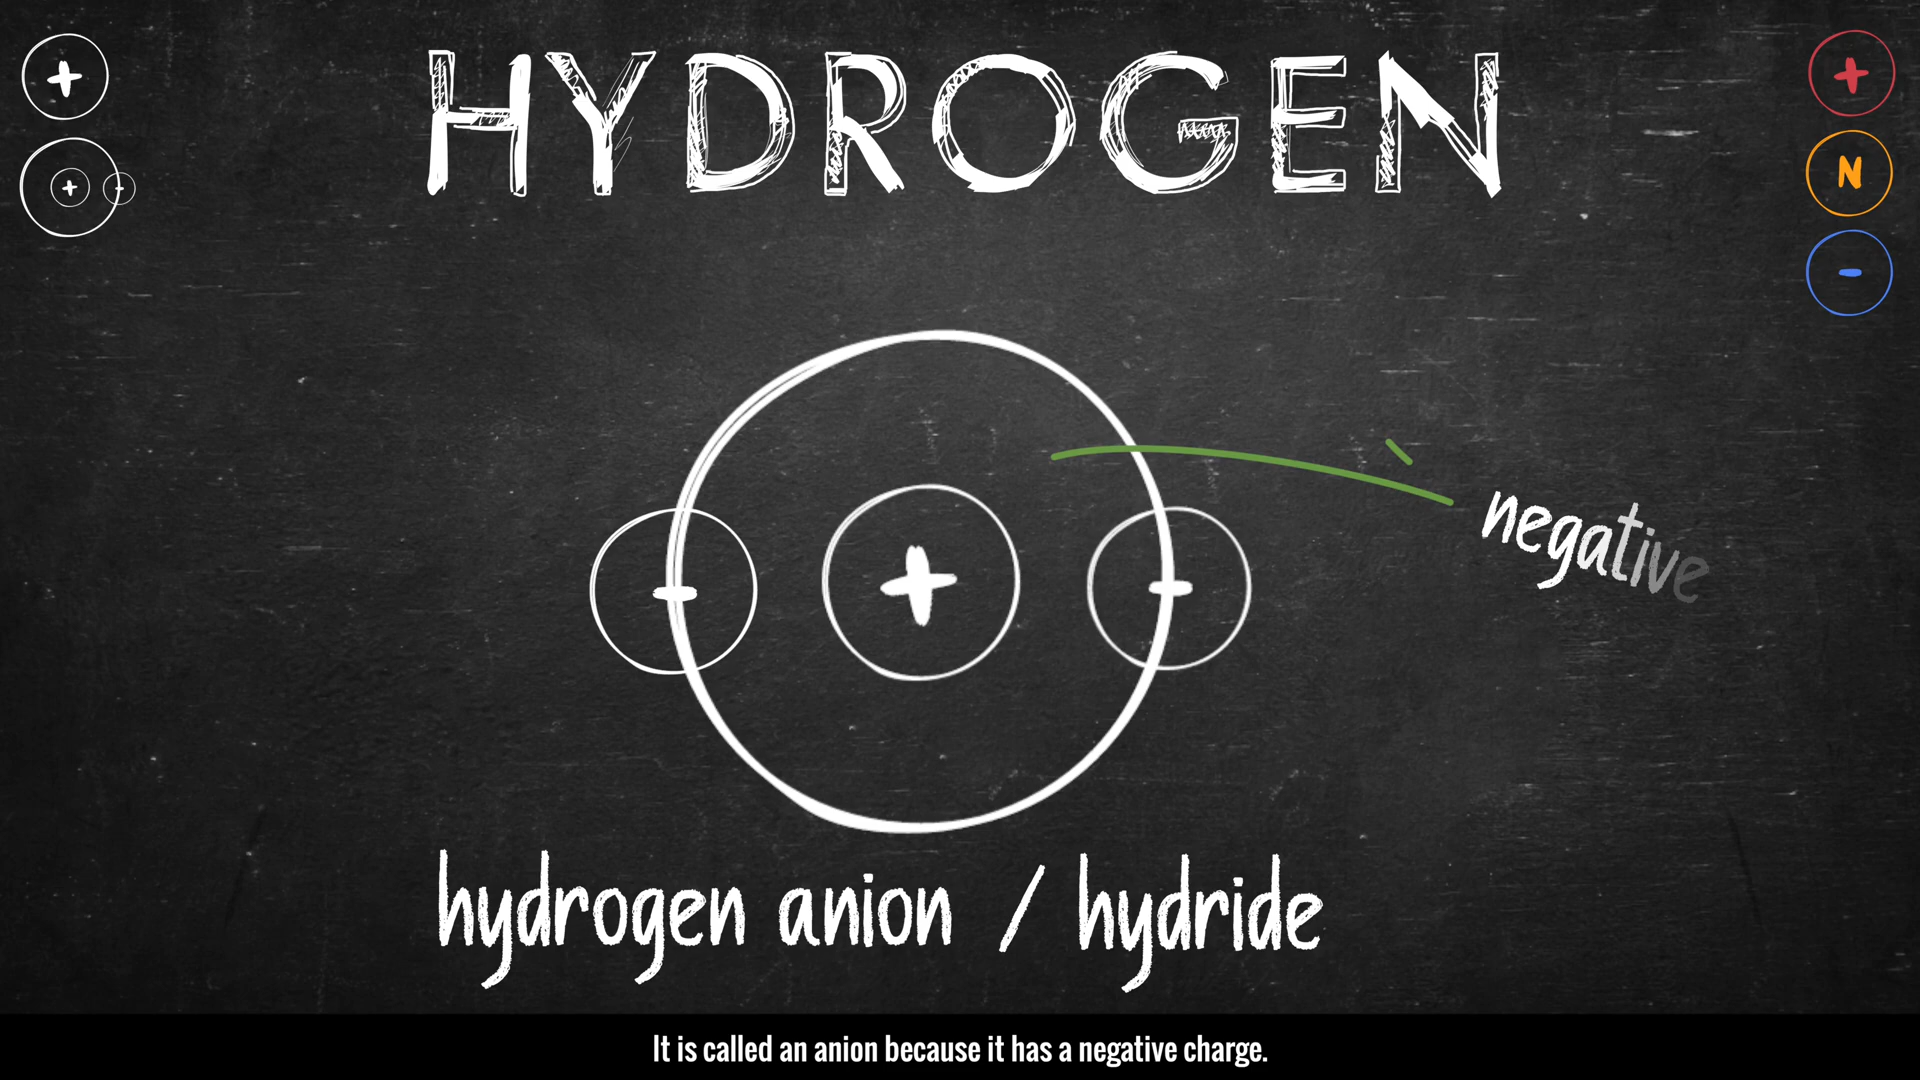 HYDROGEN
+
+ -
+
N
-
negative
- + -
hydrogen anion / hydride
It is called an anion because it has a negative charge.